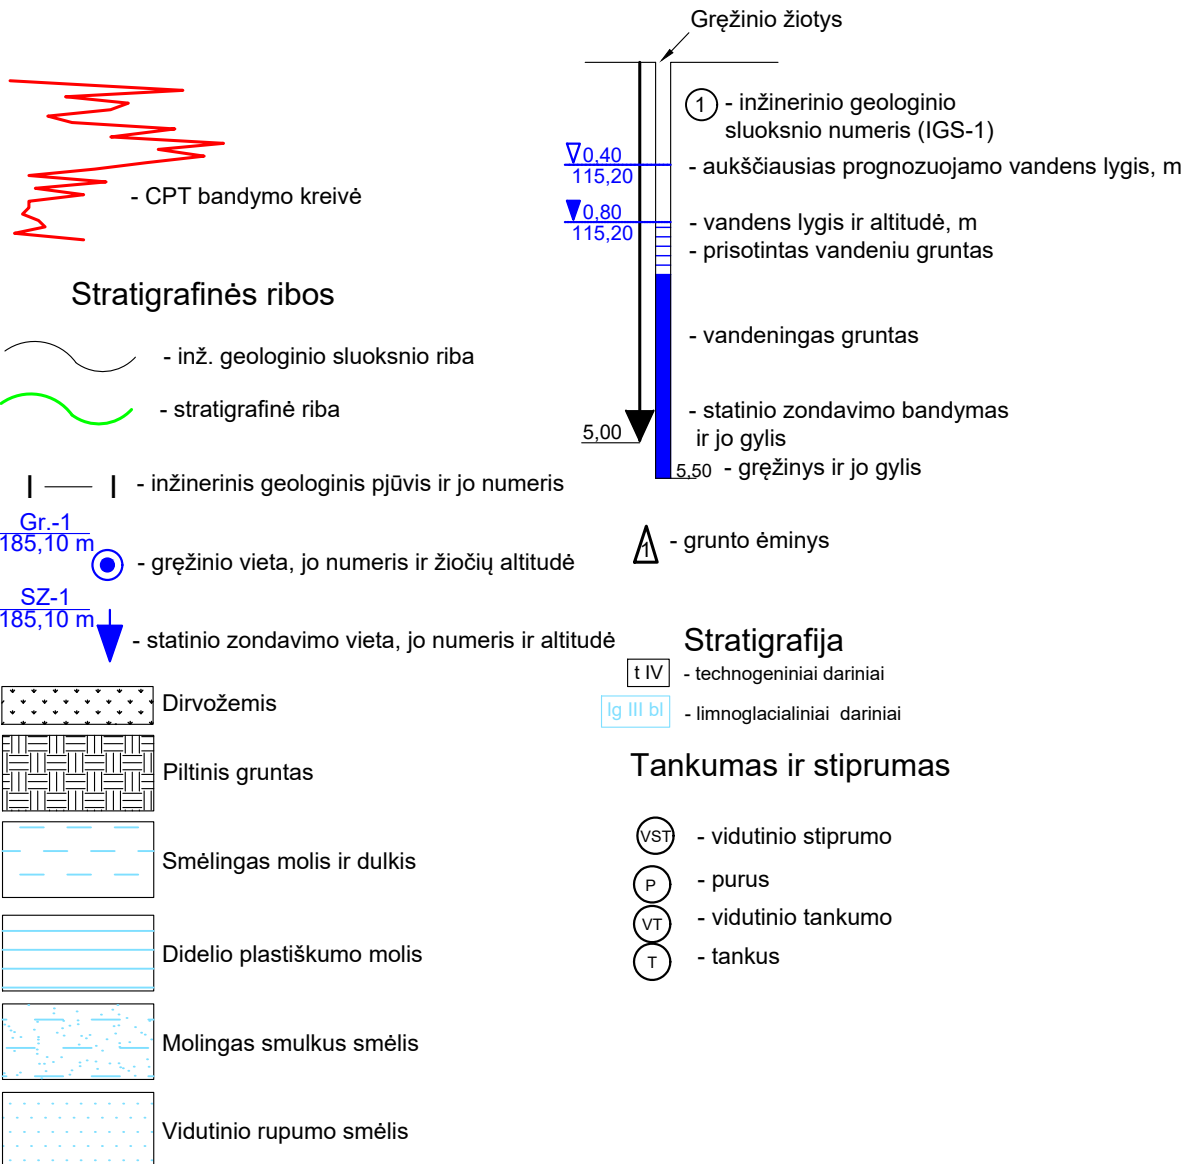 Gręžinio žiotys
1 - inžinerinio geologinio
sluoksnio numeris (IGS-1)
0,40
115,20
- aukščiausias prognozuojamo vandens lygis, m
0,80
115,20
- vandens lygis ir altitudė, m
- prisotintas vandeniu gruntas
- vandeningas gruntas
- statinio zondavimo bandymas
ir jo gylis
5,00
5,50 - gręžinys ir jo gylis
1 - grunto ėminys
- CPT bandymo kreivė
Stratigrafinės ribos
- inž. geologinio sluoksnio riba
- stratigrafinė riba
I — I - inžinerinis geologinis pjūvis ir jo numeris
Gr.-1
185,10 m
- gręžinio vieta, jo numeris ir žiočių altitudė
SZ-1
185,10 m
- statinio zondavimo vieta, jo numeris ir altitudė
Dirvožemis
Piltinis gruntas
Smėlingas molis ir dulkis
Didelio plastiškumo molis
Molingas smulkus smėlis
Vidutinio rupumo smėlis
Stratigrafija
t IV - technogeniniai dariniai
lg III bl - limnoglacialiniai dariniai
Tankumas ir stiprumas
VST - vidutinio stiprumo
P - purus
VT - vidutinio tankumo
T - tankus